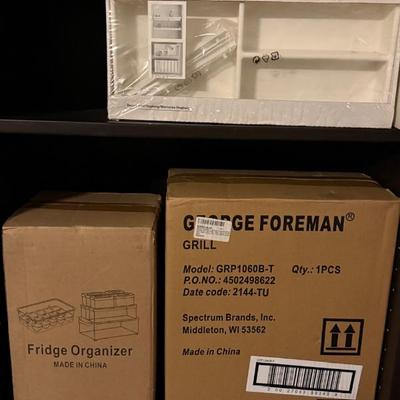 Fridge Organizer
MADE IN CHINA
GEORGE FOREMAN®
GRILL
Model: GRP1060B-T Qty.: 1PCS
P.O.NO.: 4502498622
Date code: 2144-TU
Spectrum Brands, Inc.
Middleton, WI 53562
Made in China